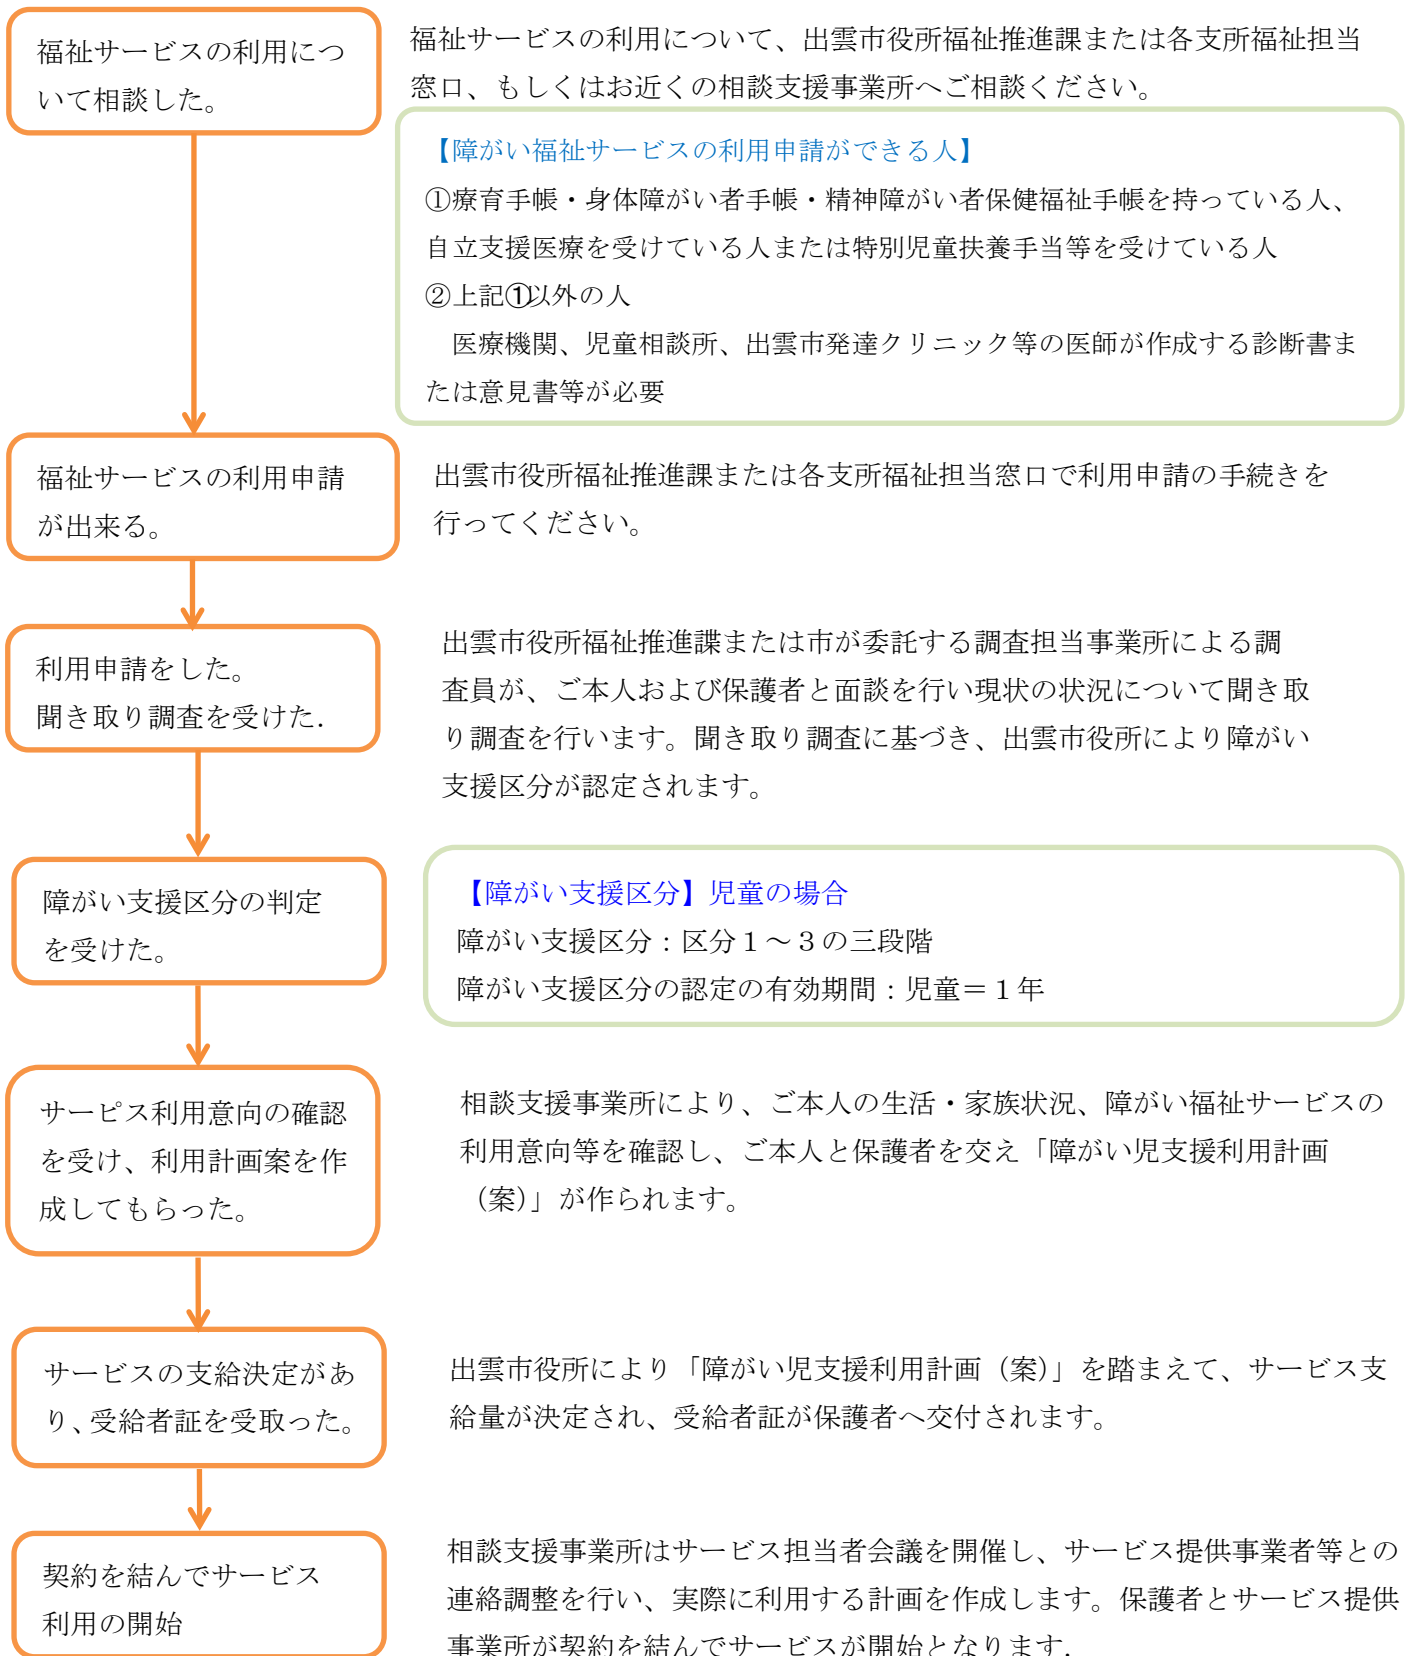 福祉サービスの利用につ
いて相談した。
福祉サービスの利用について、出雲市役所福祉推進課または各支所福祉担当
窓口、もしくはお近くの相談支援事業所へご相談ください。
【障がい福祉サービスの利用申請ができる人】
①療育手帳・身体障がい者手帳・精神障がい者保健福祉手帳を持っている人、
自立支援医療を受けている人または特別児童扶養手当等を受けている人
②上記①以外の人
医療機関、児童相談所、出雲市発達クリニック等の医師が作成する診断書ま
たは意見書等が必要
福祉サービスの利用申請
が出来る。
出雲市役所福祉推進課または各支所福祉担当窓口で利用申請の手続きを
行ってください。
利用申請をした。
聞き取り調査を受けた.
出雲市役所福祉推進課または市が委託する調査担当事業所による調
査員が、ご本人および保護者と面談を行い現状の状況について聞き取
り調査を行います。聞き取り調査に基づき、出雲市役所により障がい
支援区分が認定されます。
障がい支援区分の判定
を受けた。
【障がい支援区分】児童の場合
障がい支援区分：区分１～３の三段階
障がい支援区分の認定の有効期間：児童＝１年
サーピス利用意向の確認
を受け、利用計画案を作
成してもらった。
相談支援事業所により、ご本人の生活・家族状況、障がい福祉サービスの
利用意向等を確認し、ご本人と保護者を交え「障がい児支援利用計画
（案）」が作られます。
サービスの支給決定があ
り、受給者証を受取った。
出雲市役所により「障がい児支援利用計画（案）」を踏まえて、サービス支
給量が決定され、受給者証が保護者へ交付されます。
契約を結んでサービス
利用の開始
相談支援事業所はサービス担当者会議を開催し、サービス提供事業者等との
連絡調整を行い、実際に利用する計画を作成します。保護者とサービス提供
事業所が契約を結んでサービスが開始となります.